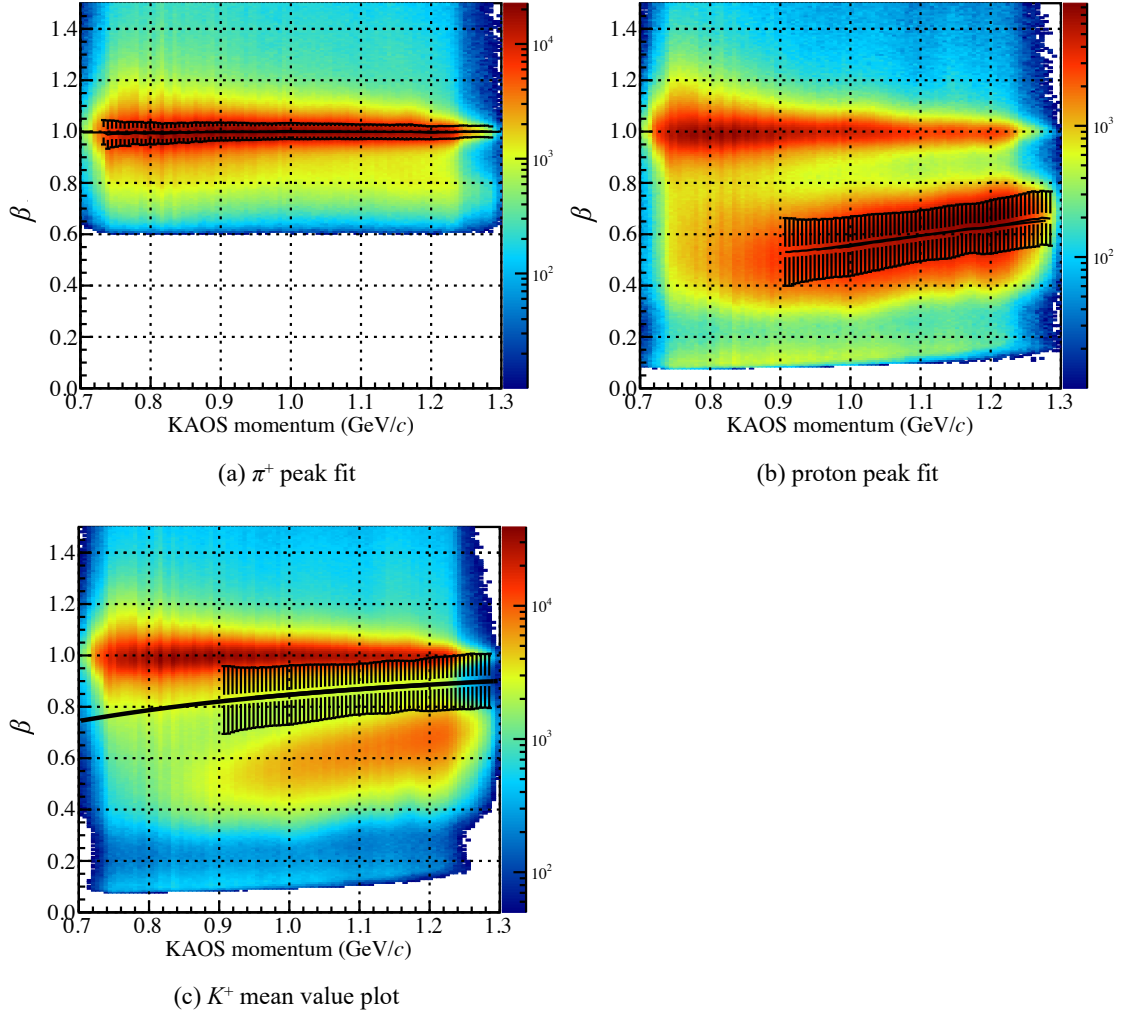 1.4
1.2
1.0
0.8
0.6
0.4
0.2
0.0
β
0.7 0.8 0.9 1.0 1.1 1.2 1.3
KAOS momentum (GeV/c)
10⁴
10³
10²
(a) π⁺ peak fit
1.4
1.2
1.0
0.8
0.6
0.4
0.2
0.0
β
0.7 0.8 0.9 1.0 1.1 1.2 1.3
KAOS momentum (GeV/c)
10³
10²
(b) proton peak fit
1.4
1.2
1.0
0.8
0.6
0.4
0.2
0.0
β
0.7 0.8 0.9 1.0 1.1 1.2 1.3
KAOS momentum (GeV/c)
10⁴
10³
10²
(c) K⁺ mean value plot